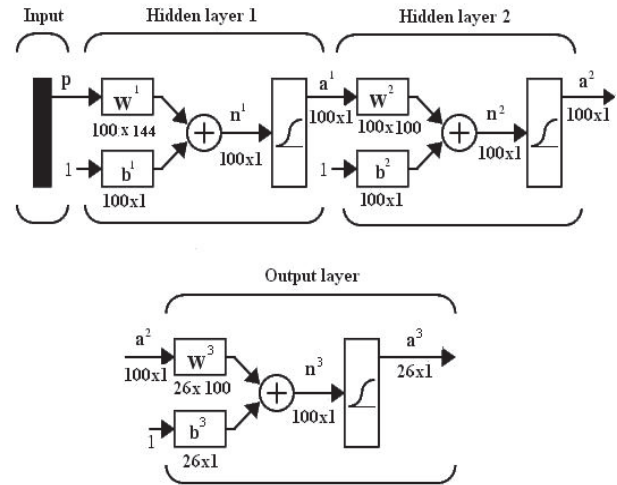 Input
Hidden layer 1
Hidden layer 2
p
W¹
100 x 144
1
b¹
100x1
+
n¹
100x1
a¹
100x1
W²
100x100
1
b²
100x1
+
n²
100x1
a²
100x1
Output layer
a²
100x1
W³
26x 100
1
b³
26x1
+
n³
100x1
a³
26x1